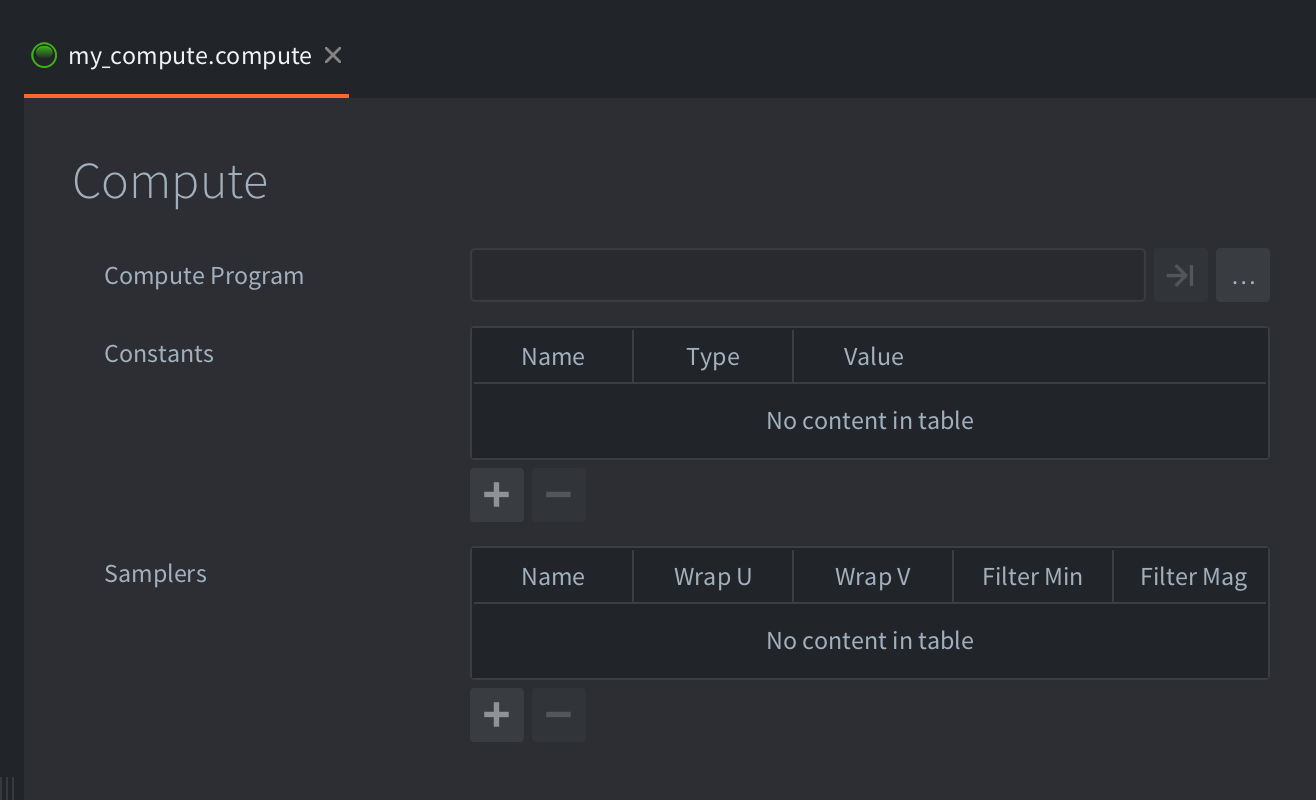 my_compute.compute
Compute
Compute Program
...
Constants
Name Type Value
No content in table
Samplers
Name Wrap U Wrap V Filter Min Filter Mag
No content in table